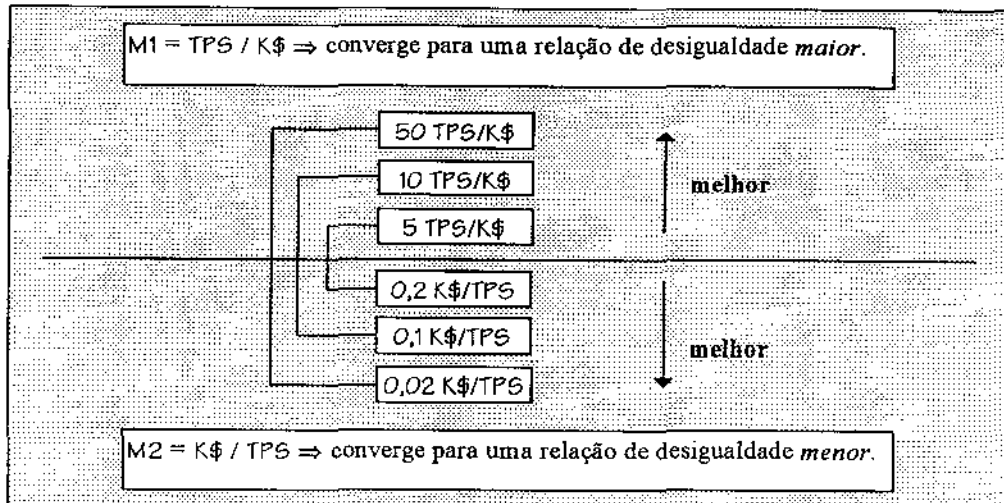 M1 = TPS / K$ ⇒ converge para uma relação de desigualdade maior.
50 TPS/K$
10 TPS/K$
melhor
5 TPS/K$
0,2 K$/TPS
0,1 K$/TPS
melhor
0,02 K$/TPS
M2 = K$ / TPS ⇒ converge para uma relação de desigualdade menor.